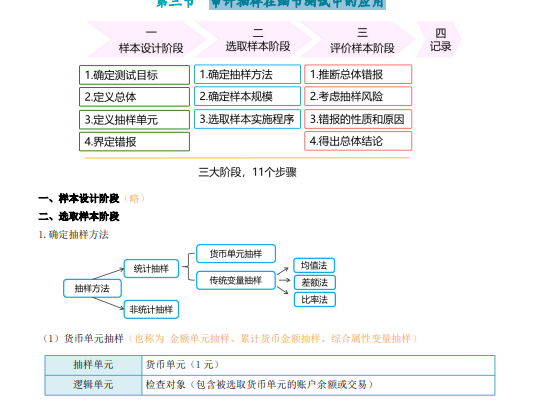 第三节 审计抽样在细节测试中的应用
一 二 三 四
样本设计阶段 选取样本阶段 评价样本阶段 记录
1.确定测试目标 1.确定抽样方法 1.推断总体错报
2.定义总体 2.确定样本规模 2.考虑抽样风险
3.定义抽样单元 3.选取样本实施程序 3.错报的性质和原因
4.界定错报 4.得出总体结论
三大阶段，11个步骤
一、样本设计阶段（略）
二、选取样本阶段
1.确定抽样方法
货币单元抽样
统计抽样 均值法
抽样方法 传统变量抽样 差额法
非统计抽样 比率法
（1）货币单元抽样（也称为 金额单元抽样、累计货币金额抽样、综合属性变量抽样）
抽样单元 货币单元（1 元）
逻辑单元 检查对象（包含被选取货币单元的账户余额或交易）